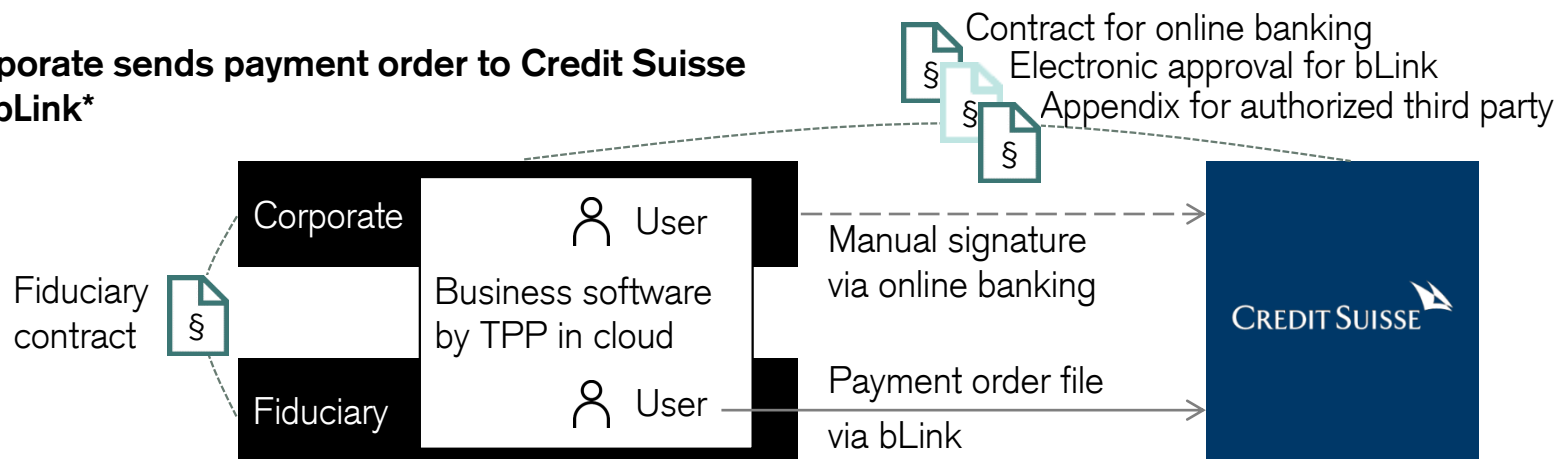 porate sends payment order to Credit Suisse
bLink*
Contract for online banking
§
Electronic approval for bLink
§
Appendix for authorized third party
§
Corporate
User
Manual signature
via online banking
Fiduciary
contract
§
Business software
by TPP in cloud
CREDIT SUISSE
Fiduciary
User
Payment order file
via bLink